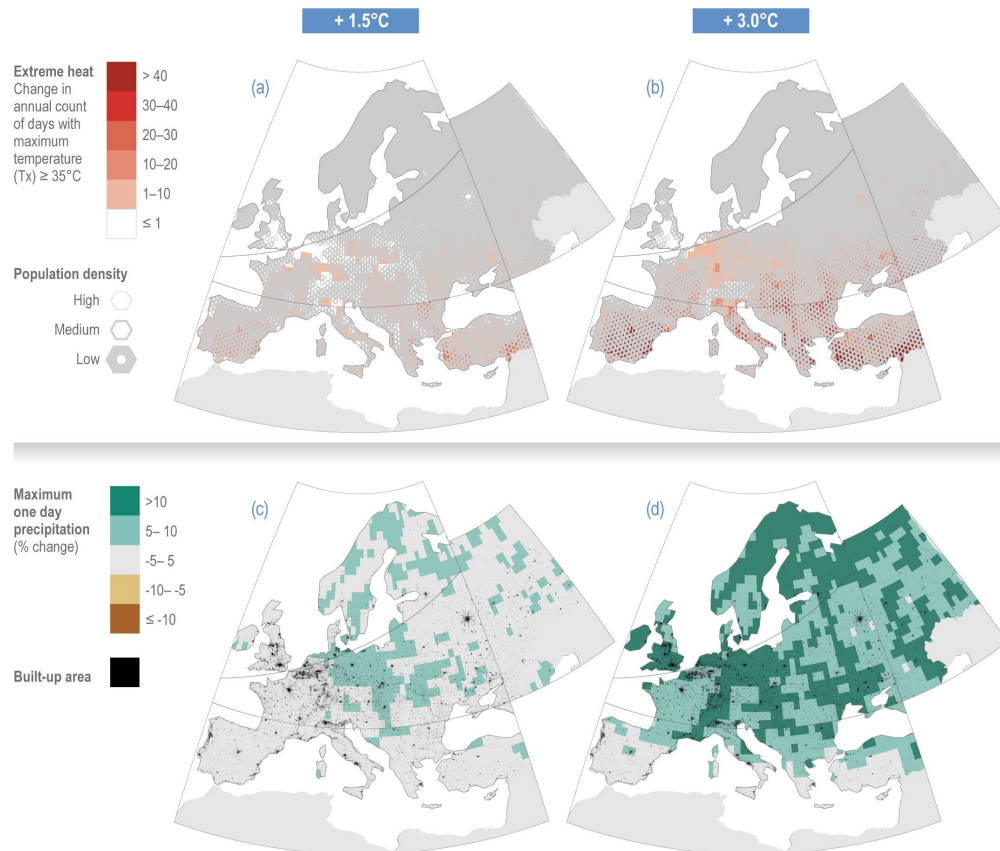 + 1.5°C
+ 3.0°C
Extreme heat
Change in
annual count
of days with
maximum
temperature
(Tx) ≥ 35°C
> 40
30–40
20–30
10–20
1–10
≤ 1
(a)
(b)
Population density
High
Medium
Low
Maximum
one day
precipitation
(% change)
>10
5– 10
-5– 5
-10– -5
≤ -10
Built-up area
(c)
(d)